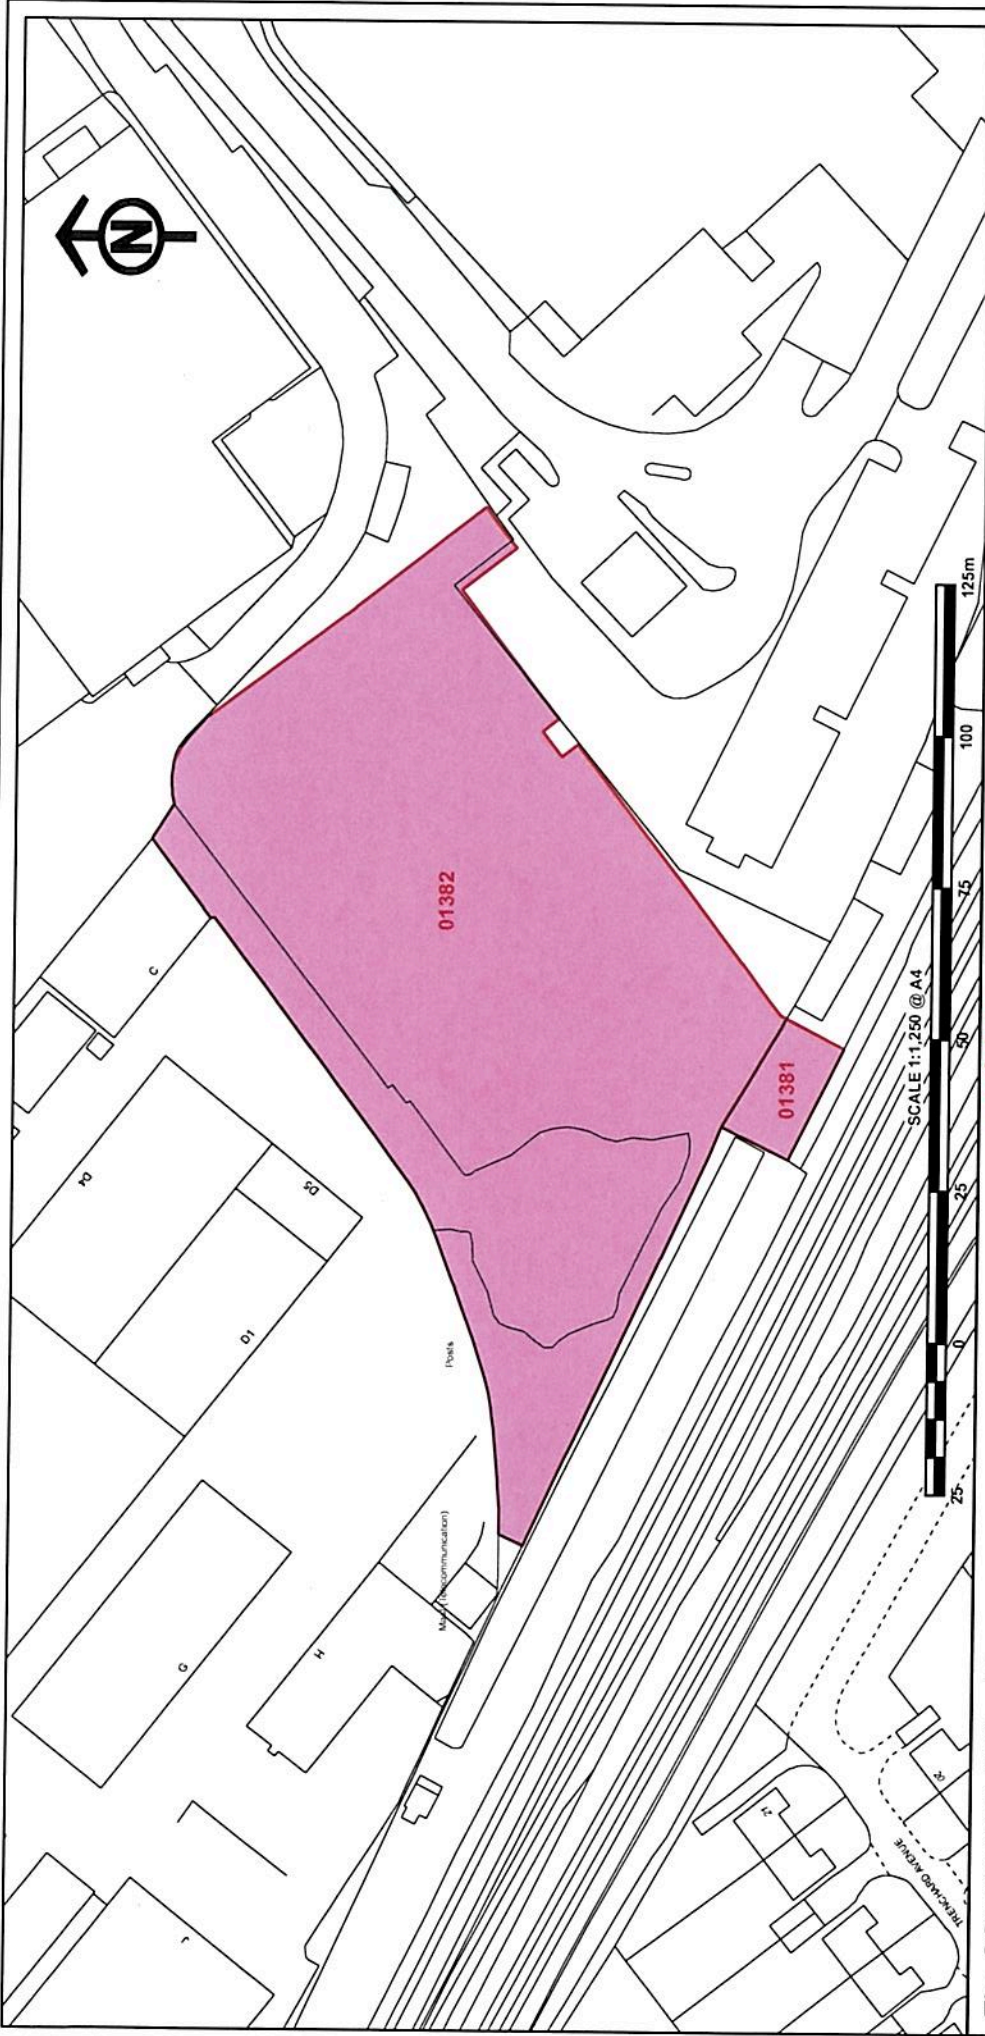 N
C
D4
D5
D1
Posts
G
H
J
01382
01381
SCALE 1:1,250 @ A4
25 0 25 50 75 100 125m
21
20
TRENCHARD AVENUE
(Telecommunication)